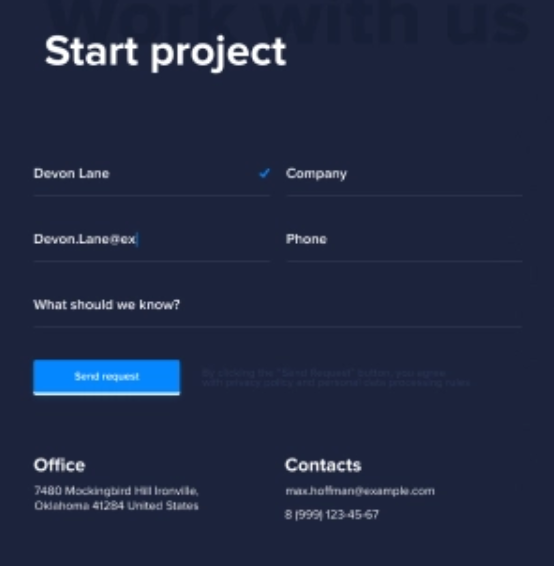 Work with us
Start project
Devon Lane
Company
Devon.Lane@ex
Phone
What should we know?
Send request
By clicking the "Send Request" button, you agree
with privacy policy and personal data processing rules
Office
Contacts
7480 Mockingbird Hill Ironville,
Oklahoma 41284 United States
max.hoffman@example.com
8 (999) 123-45-67